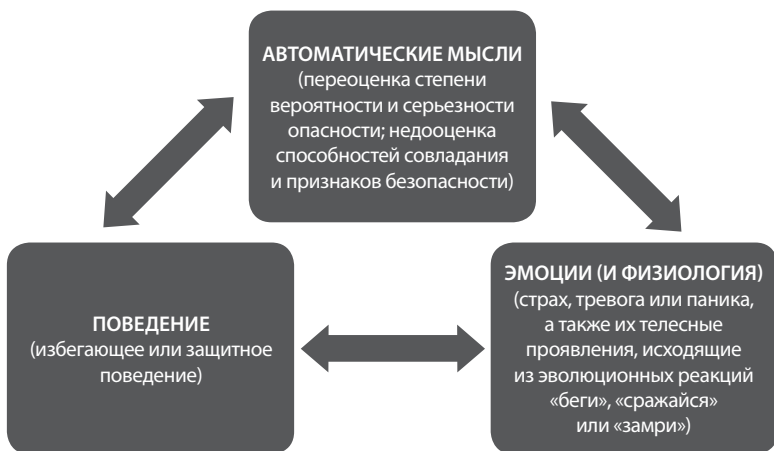 АВТОМАТИЧЕСКИЕ МЫСЛИ
(переоценка степени
вероятности и серьезности
опасности; недооценка
способностей совладания
и признаков безопасности)
ПОВЕДЕНИЕ
(избегающее или защитное
поведение)
ЭМОЦИИ (И ФИЗИОЛОГИЯ)
(страх, тревога или паника,
а также их телесные
проявления, исходящие
из эволюционных реакций
«беги», «сражайся»
или «замри»)